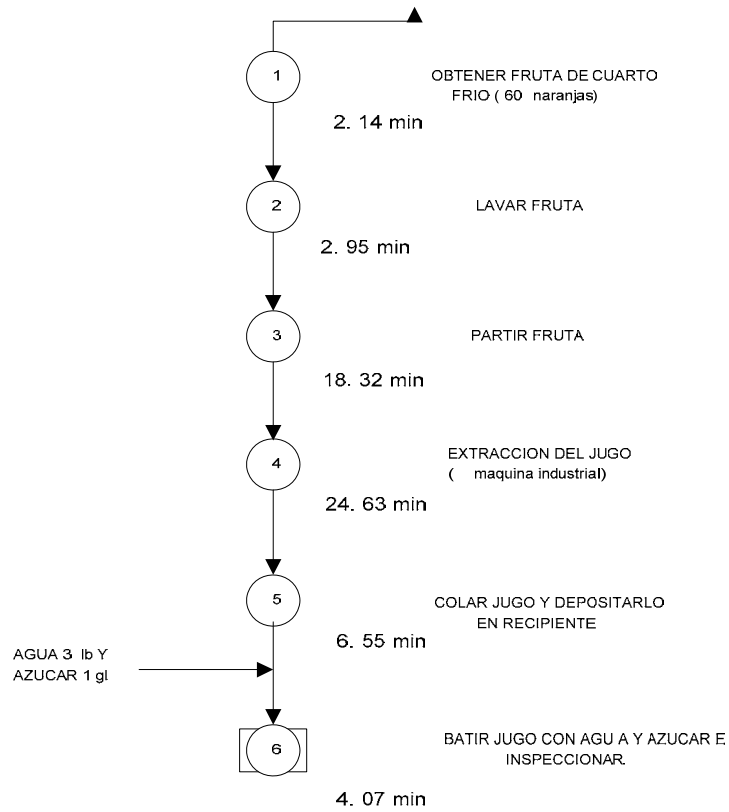 1
OBTENER FRUTA DE CUARTO
FRIO ( 60 naranjas)
2. 14 min
2
LAVAR FRUTA
2. 95 min
3
PARTIR FRUTA
18. 32 min
4
EXTRACCION DEL JUGO
( maquina industrial)
24. 63 min
5
COLAR JUGO Y DEPOSITARLO
EN RECIPIENTE
6. 55 min
AGUA 3 lb Y
AZUCAR 1 gl
6
BATIR JUGO CON AGU A Y AZUCAR E
INSPECCIONAR.
4. 07 min